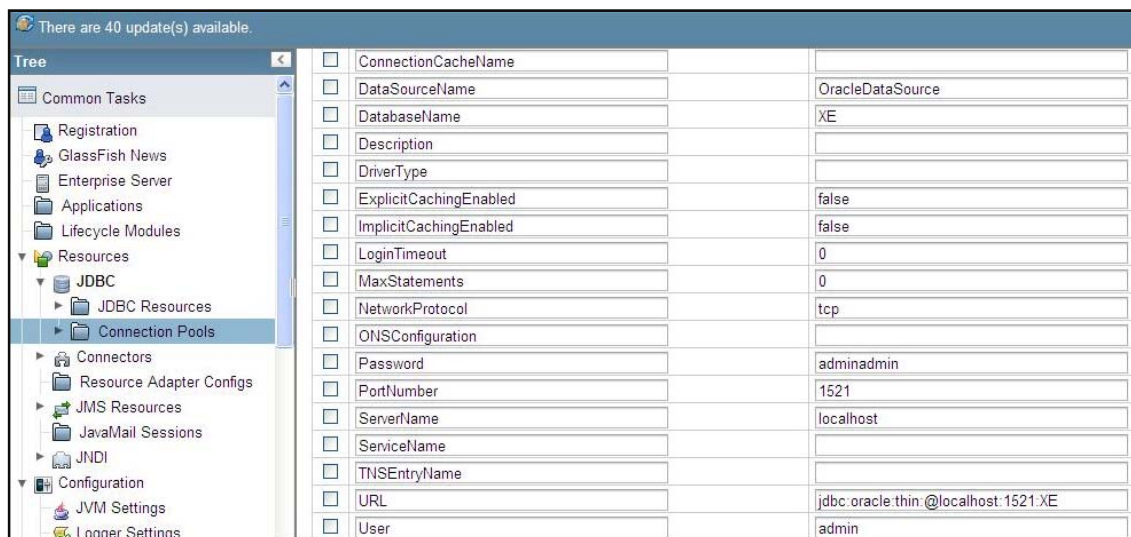 There are 40 update(s) available.
Tree
Common Tasks
Registration
GlassFish News
Enterprise Server
Applications
Lifecycle Modules
Resources
JDBC
JDBC Resources
Connection Pools
Connectors
Resource Adapter Configs
JMS Resources
JavaMail Sessions
JNDI
Configuration
JVM Settings
Logger Settings
ConnectionCacheName
DataSourceName OracleDataSource
DatabaseName XE
Description
DriverType
ExplicitCachingEnabled false
ImplicitCachingEnabled false
LoginTimeout 0
MaxStatements 0
NetworkProtocol tcp
ONSConfiguration
Password adminadmin
PortNumber 1521
ServerName localhost
ServiceName
TNSEntryName
URL jdbc:oracle:thin:@localhost:1521:XE
User admin